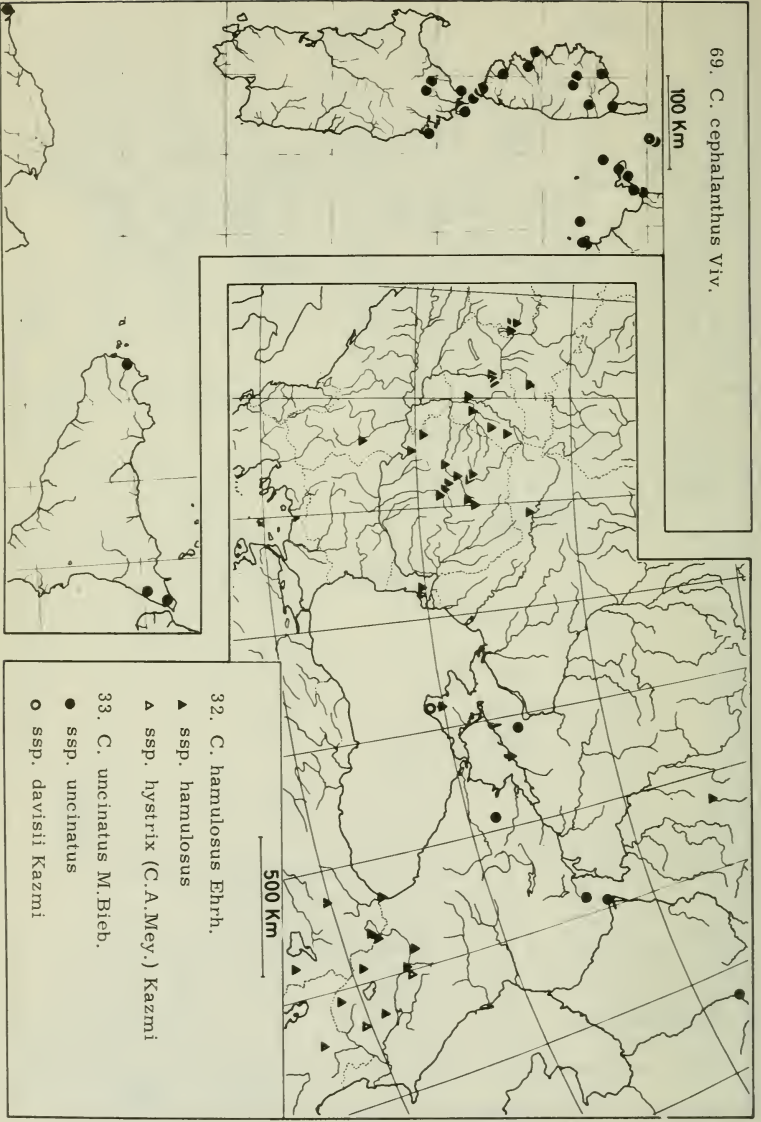 69. C. cephalanthus Viv.
100 Km
32. C. hamulosus Ehrh.
▲ ssp. hamulosus
△ ssp. hystrix (C.A.Mey.) Kazmi
33. C. uncinatus M.Bieb.
● ssp. uncinatus
○ ssp. davisii Kazmi
500 Km